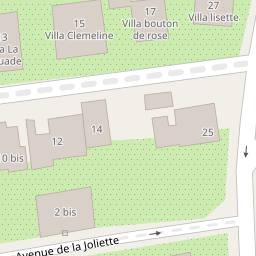 27
Villa lisette
17
Villa bouton
de rose
15
Villa Clemeline
3
a La
uade
14
12
25
0 bis
2 bis
Avenue de la Joliette